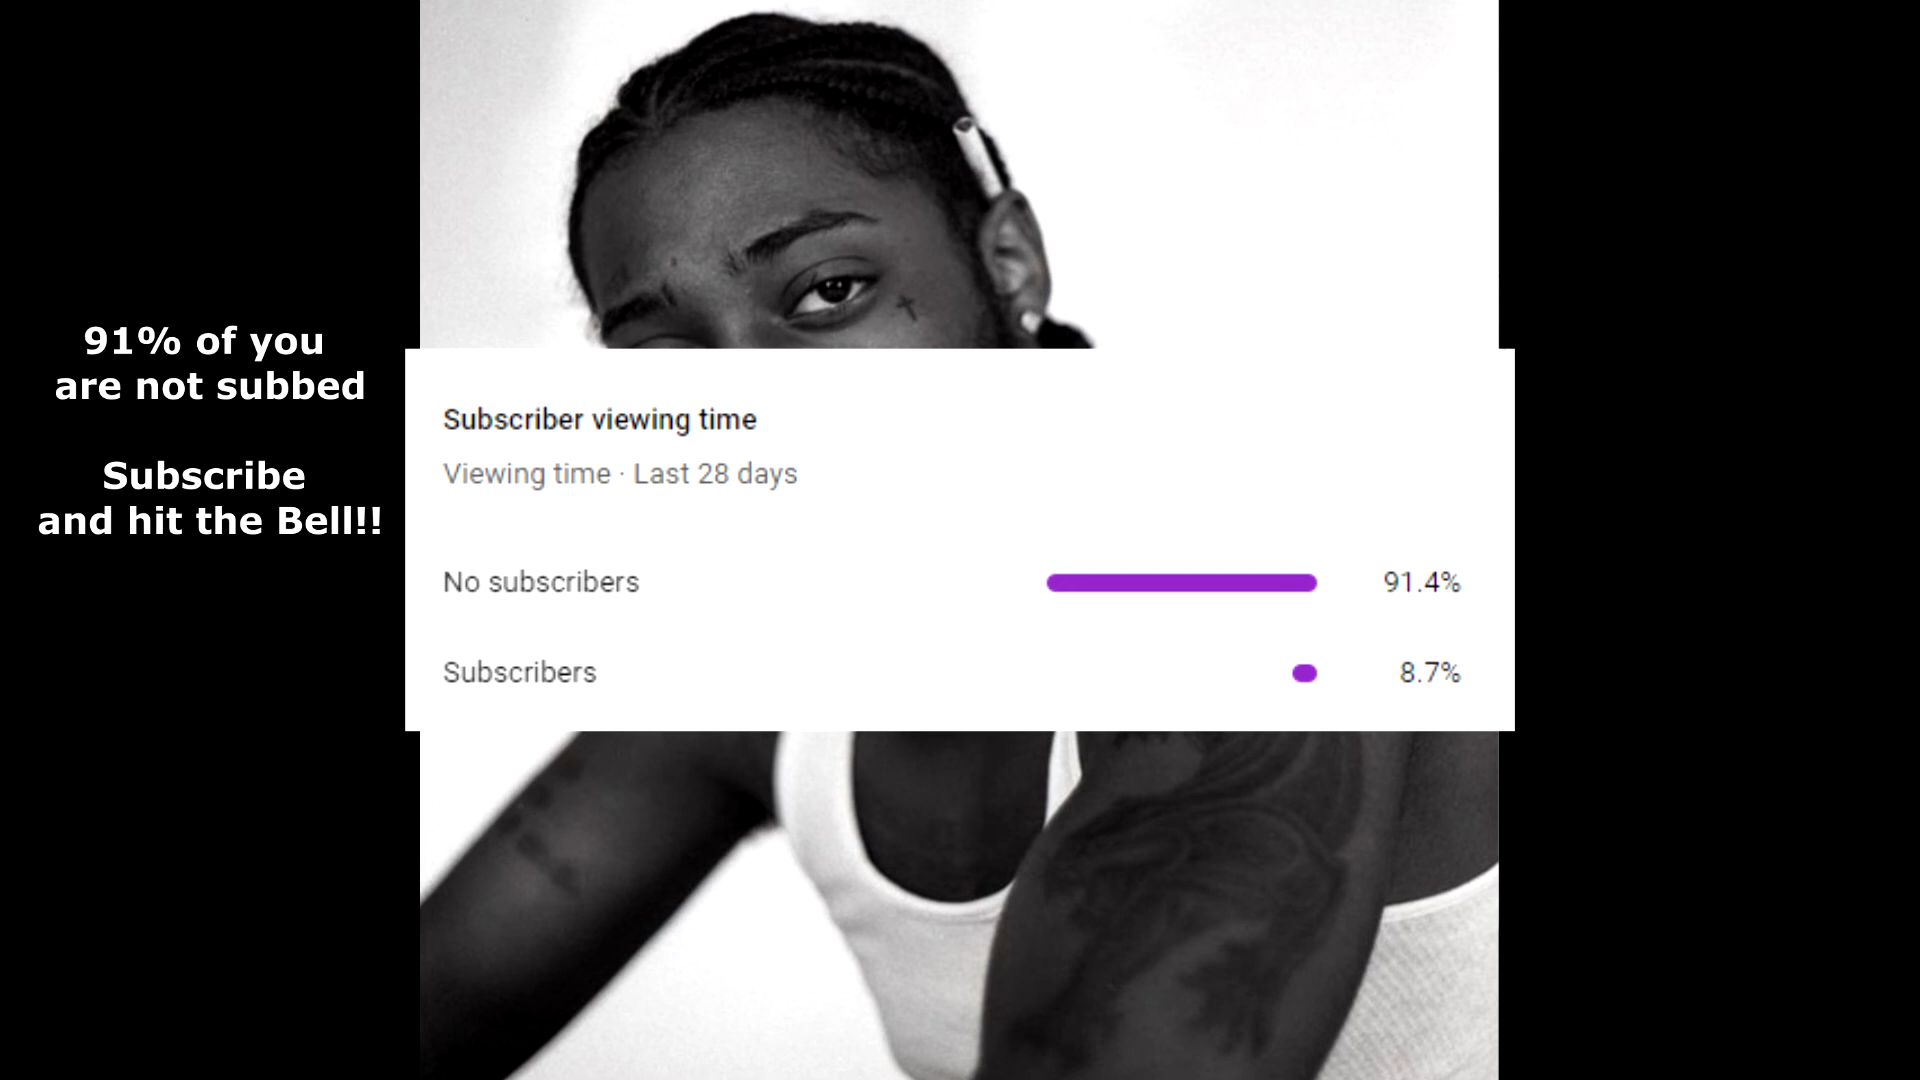 91% of you
are not subbed
Subscribe
and hit the Bell!!
Subscriber viewing time
Viewing time · Last 28 days
No subscribers 91.4%
Subscribers 8.7%